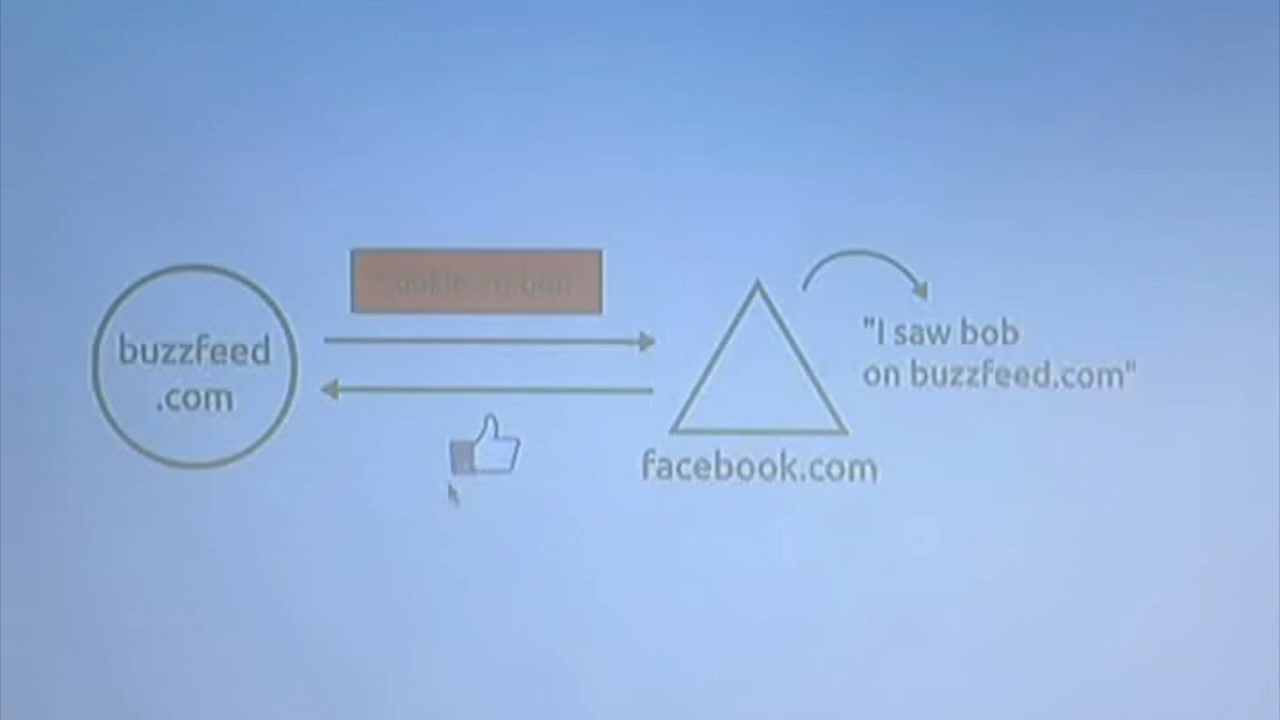 buzzfeed
.com
"I saw bob
on buzzfeed.com"
facebook.com